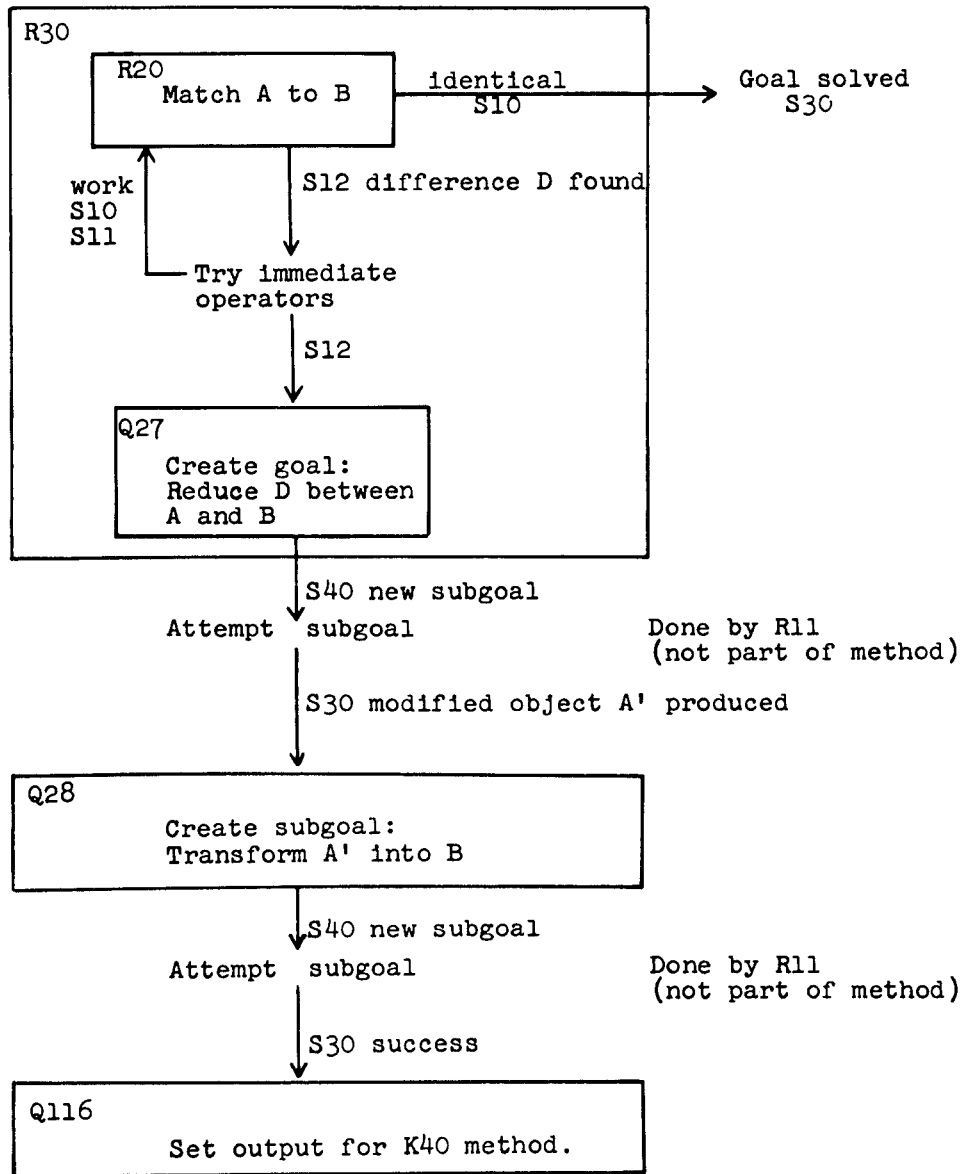 R30
R20
Match A to B
identical
S10
Goal solved
S30
work
S10
S11
S12 difference D found
Try immediate
operators
S12
Q27
Create goal:
Reduce D between
A and B
S40 new subgoal
Attempt subgoal
Done by R11
(not part of method)
S30 modified object A' produced
Q28
Create subgoal:
Transform A' into B
S40 new subgoal
Attempt subgoal
Done by R11
(not part of method)
S30 success
Q116
Set output for K40 method.